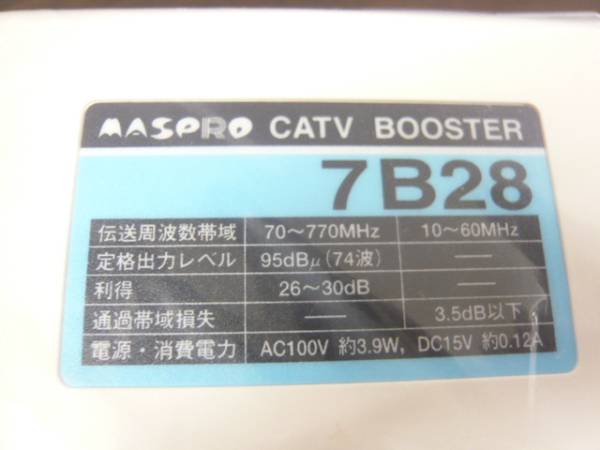 MASPRO CATV BOOSTER
7B28
伝送周波数帯域 70～770MHz 10～60MHz
定格出力レベル 95dBμ(74波) ——
利得 26～30dB ——
通過帯域損失 —— 3.5dB以下
電源・消費電力 AC100V 約3.9W, DC15V 約0.12A